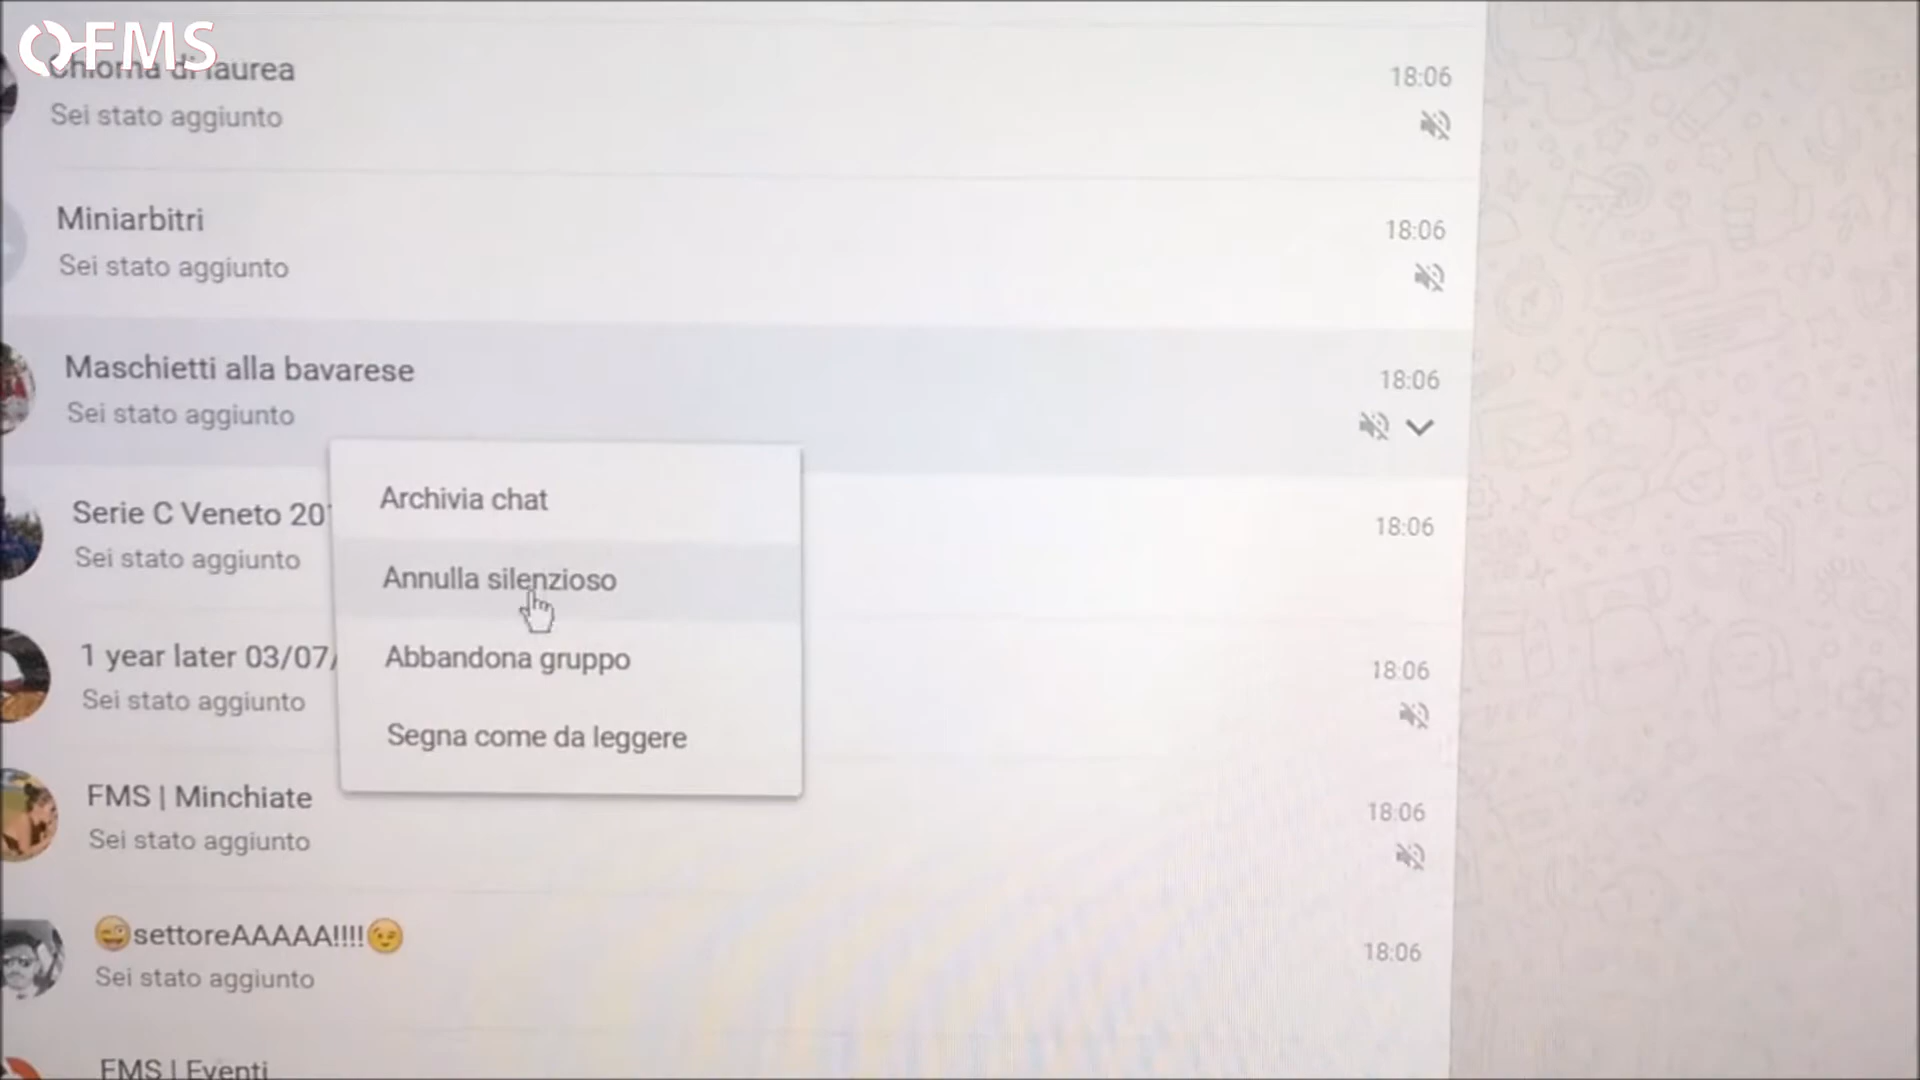 FMS
Chioma di laurea
18:06
Sei stato aggiunto
Miniarbitri
18:06
Sei stato aggiunto
Maschietti alla bavarese
18:06
Sei stato aggiunto
Archivia chat
Serie C Veneto 20
18:06
Sei stato aggiunto
Annulla silenzioso
1 year later 03/07/
18:06
Abbandona gruppo
Sei stato aggiunto
Segna come da leggere
FMS | Minchiate
18:06
Sei stato aggiunto
😜settoreAAAAA!!!!😉
18:06
Sei stato aggiunto
FMS | Eventi